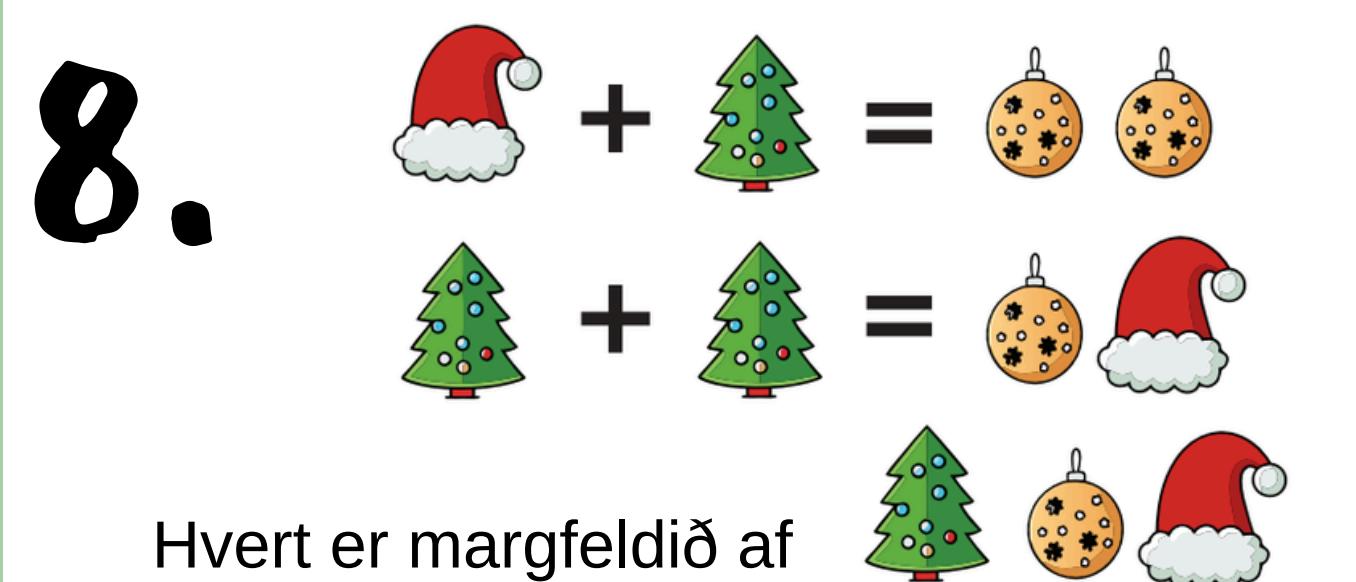 8.
+ =
+ =
Hvert er margfeldið af